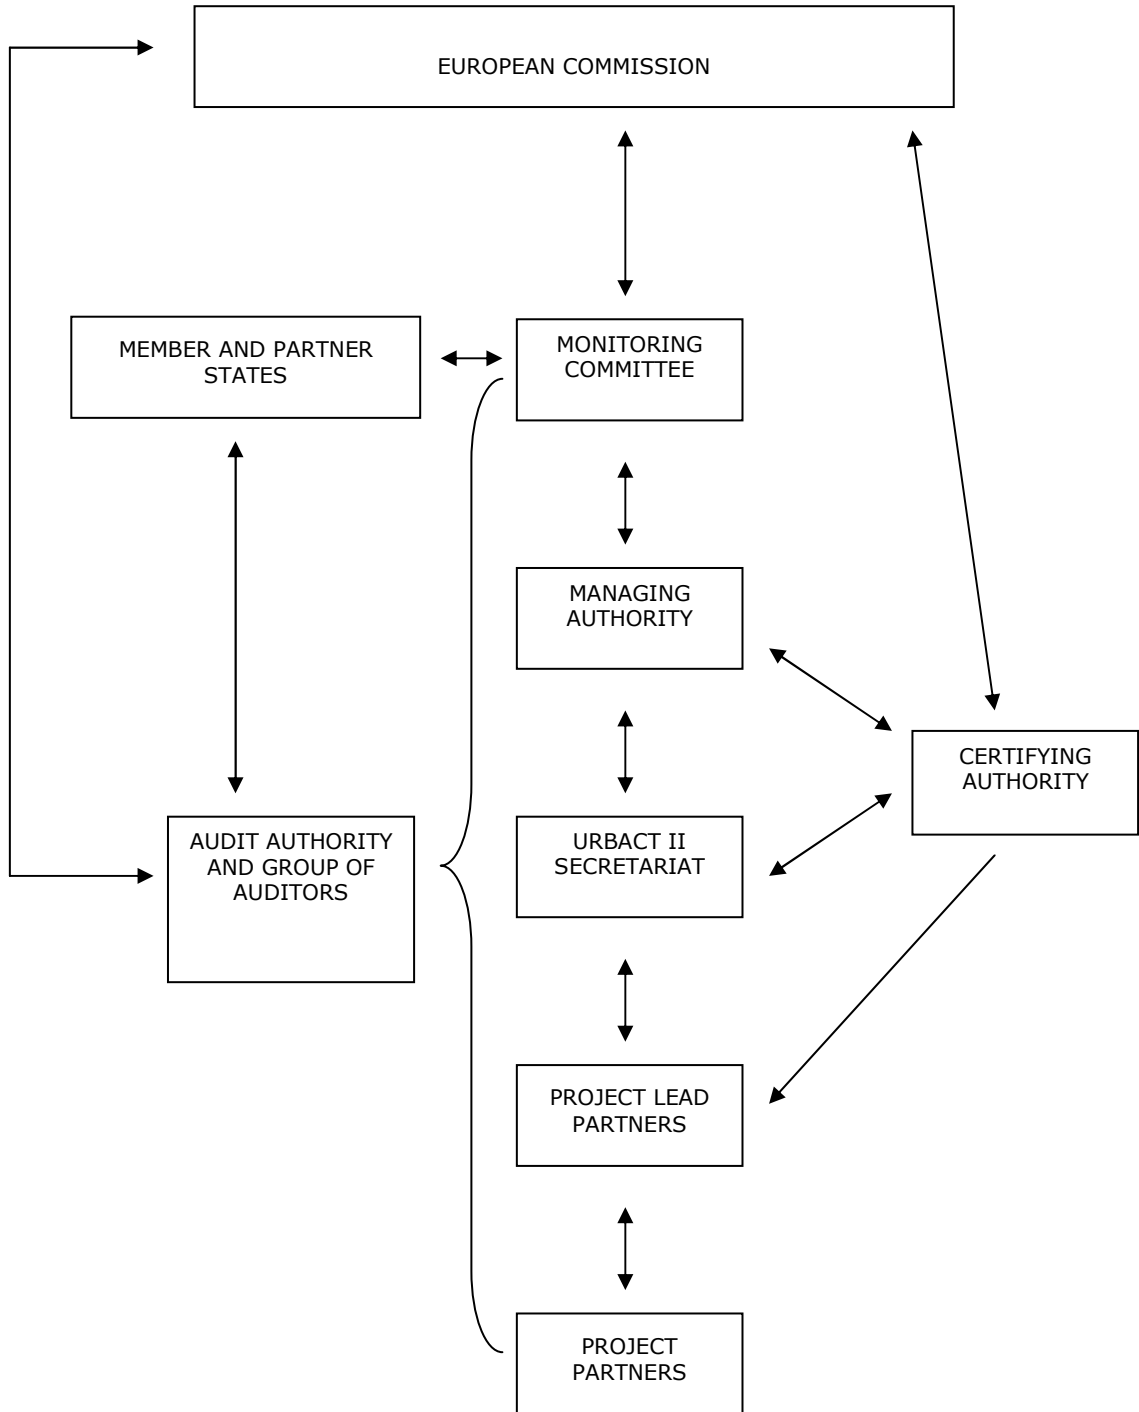 EUROPEAN COMMISSION
MEMBER AND PARTNER
STATES
MONITORING
COMMITTEE
MANAGING
AUTHORITY
CERTIFYING
AUTHORITY
AUDIT AUTHORITY
AND GROUP OF
AUDITORS
URBACT II
SECRETARIAT
PROJECT LEAD
PARTNERS
PROJECT
PARTNERS